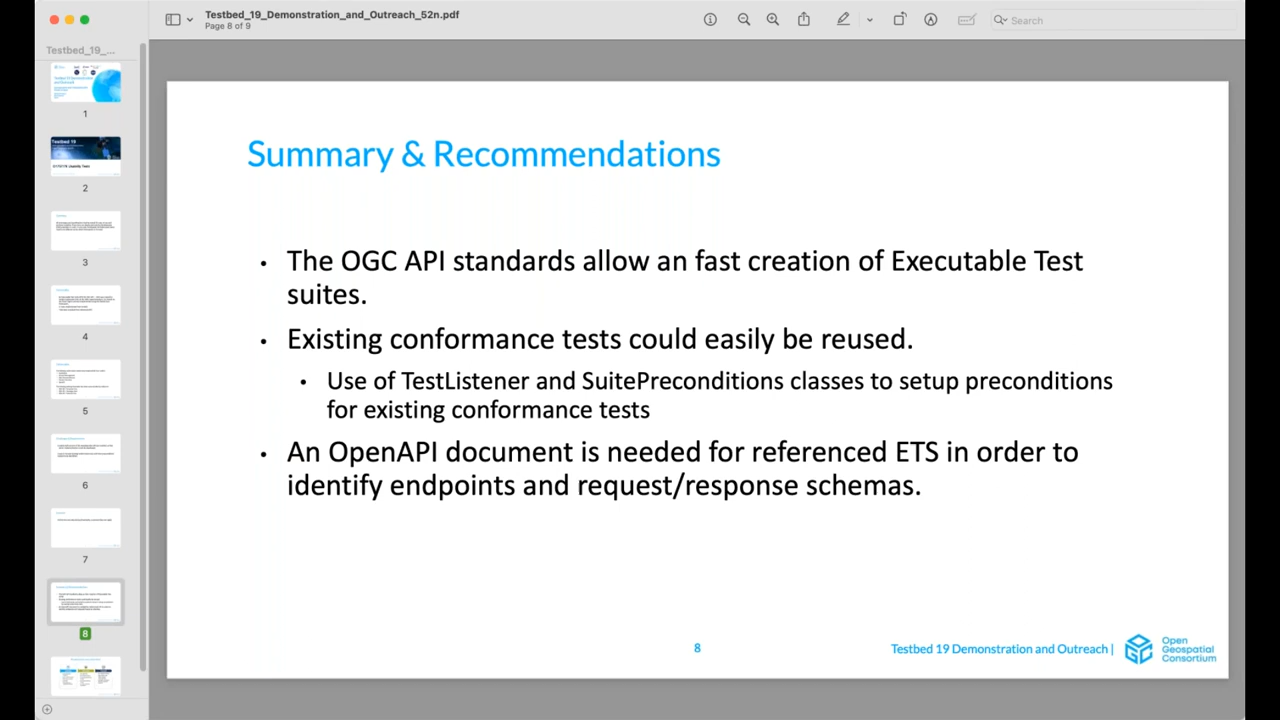 Testbed_19_Demonstration_and_Outreach_52n.pdf
Page 8 of 9
Search
Testbed_19_...
1
2
3
4
5
6
7
8
Summary & Recommendations
• The OGC API standards allow an fast creation of Executable Test
suites.
• Existing conformance tests could easily be reused.
• Use of TestListener and SuitePreconditions classes to setup preconditions
for existing conformance tests
• An OpenAPI document is needed for referenced ETS in order to
identify endpoints and request/response schemas.
8
Testbed 19 Demonstration and Outreach |
Open
Geospatial
Consortium